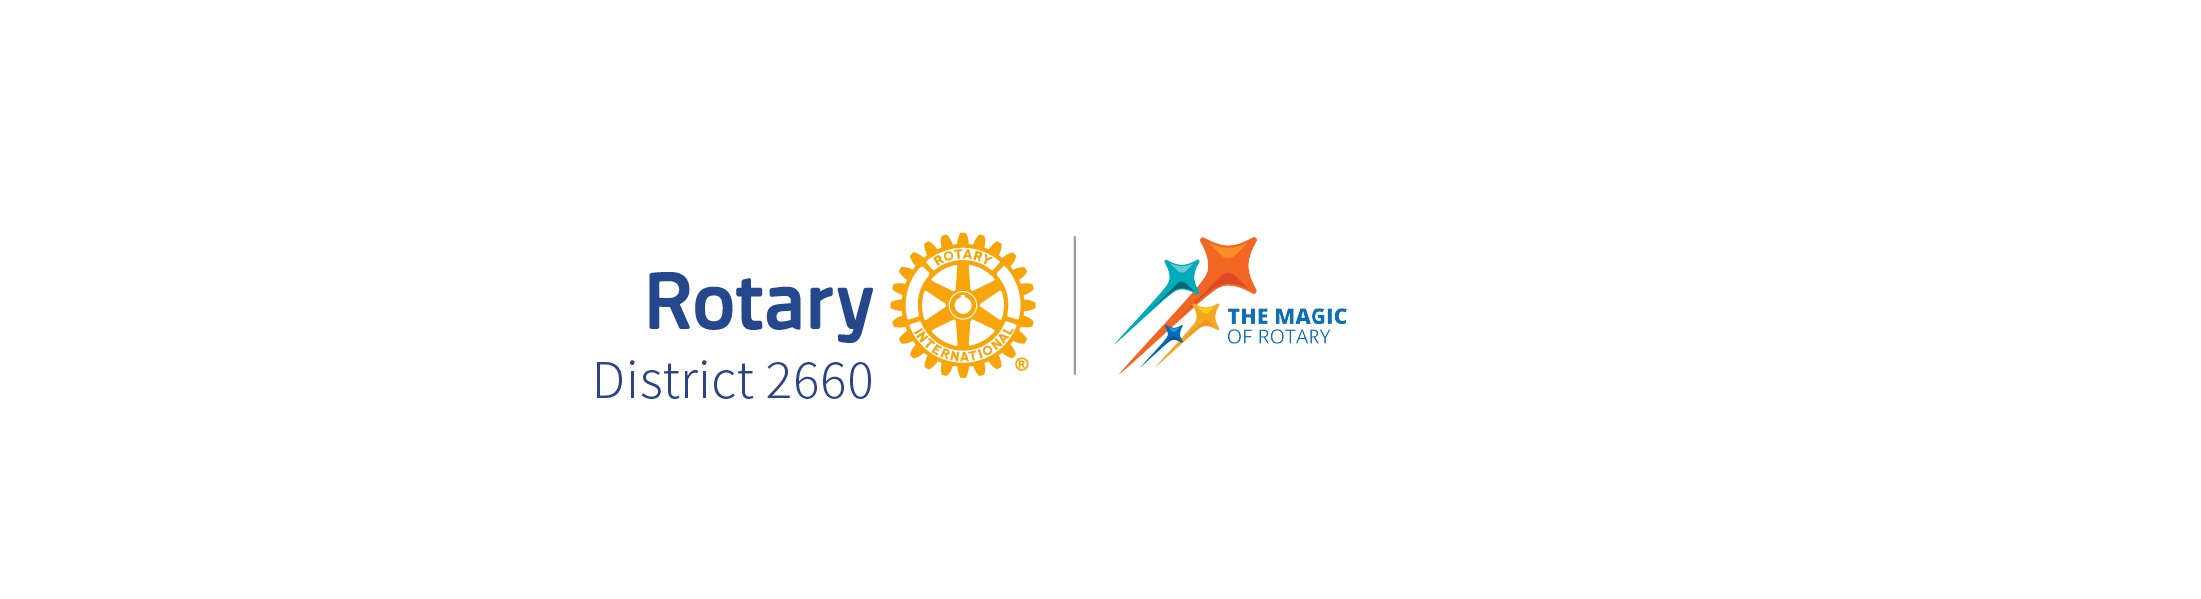 Rotary
District 2660
ROTARY
INTERNATIONAL
®
THE MAGIC
OF ROTARY